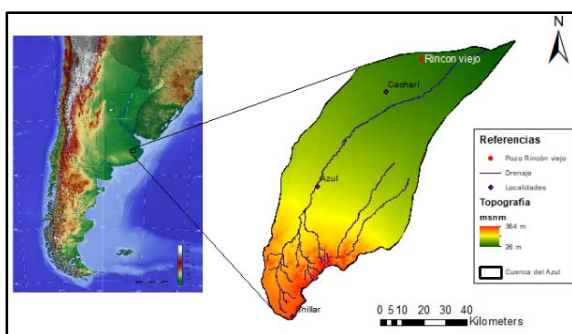 N
Rincon viejo
Cachari
Azul
Chillar
Referencias
Pozo Rincón viejo
Drenaje
Localidades
Topografía
msnm
364 m
26 m
Cuenca del Azul
0 5 10 20 30 40
Kilometers